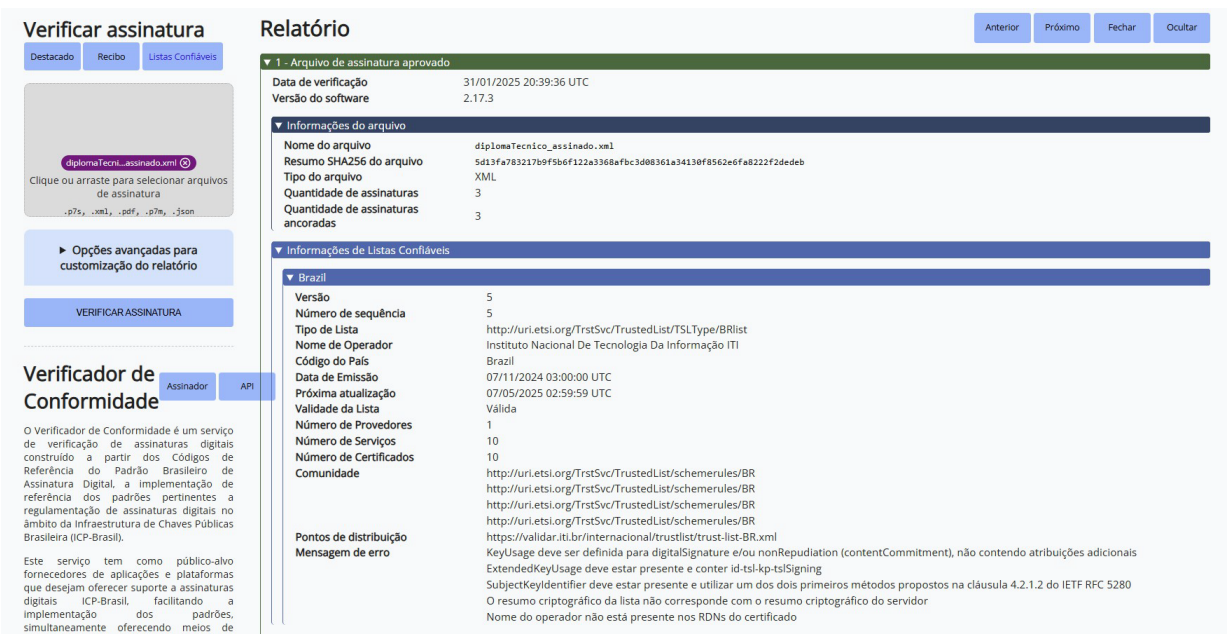 Verificar assinatura
Destacado
Recibo
Listas Confiáveis
diplomaTecni...assinado.xml
Clique ou arraste para selecionar arquivos
de assinatura
.p7s, .xml, .pdf, .p7m, .json
▶ Opções avançadas para
customização do relatório
VERIFICAR ASSINATURA
Verificador de
Conformidade
Assinador
API
O Verificador de Conformidade é um serviço
de verificação de assinaturas digitais
construído a partir dos Códigos de
Referência do Padrão Brasileiro de
Assinatura Digital, a implementação de
referência dos padrões pertinentes a
regulamentação de assinaturas digitais no
âmbito da Infraestrutura de Chaves Públicas
Brasileira (ICP-Brasil).
Este serviço tem como público-alvo
fornecedores de aplicações e plataformas
que desejam oferecer suporte a assinaturas
digitais ICP-Brasil, facilitando a
implementação dos padrões,
simultaneamente oferecendo meios de
Relatório
Anterior
Próximo
Fechar
Ocultar
▼ 1 - Arquivo de assinatura aprovado
Data de verificação 31/01/2025 20:39:36 UTC
Versão do software 2.17.3
▼ Informações do arquivo
Nome do arquivo diplomaTecnico_assinado.xml
Resumo SHA256 do arquivo 5d13fa783217b9f5b6f122a3368afbc3d08361a34130f8562e6fa8222f2dedeb
Tipo do arquivo XML
Quantidade de assinaturas 3
Quantidade de assinaturas
ancoradas 3
▼ Informações de Listas Confiáveis
▼ Brazil
Versão 5
Número de sequência 5
Tipo de Lista http://uri.etsi.org/TrstSvc/TrustedList/TSLType/BRlist
Nome de Operador Instituto Nacional De Tecnologia Da Informação ITI
Código do País Brazil
Data de Emissão 07/11/2024 03:00:00 UTC
Próxima atualização 07/05/2025 02:59:59 UTC
Validade da Lista Válida
Número de Provedores 1
Número de Serviços 10
Número de Certificados 10
Comunidade http://uri.etsi.org/TrstSvc/TrustedList/schemerules/BR
http://uri.etsi.org/TrstSvc/TrustedList/schemerules/BR
http://uri.etsi.org/TrstSvc/TrustedList/schemerules/BR
http://uri.etsi.org/TrstSvc/TrustedList/schemerules/BR
Pontos de distribuição https://validar.iti.br/internacional/trustlist/trust-list-BR.xml
Mensagem de erro KeyUsage deve ser definida para digitalSignature e/ou nonRepudiation (contentCommitment), não contendo atribuições adicionais
ExtendedKeyUsage deve estar presente e conter id-tsl-kp-tslSigning
SubjectKeyIdentifier deve estar presente e utilizar um dos dois primeiros métodos propostos na cláusula 4.2.1.2 do IETF RFC 5280
O resumo criptográfico da lista não corresponde com o resumo criptográfico do servidor
Nome do operador não está presente nos RDNs do certificado